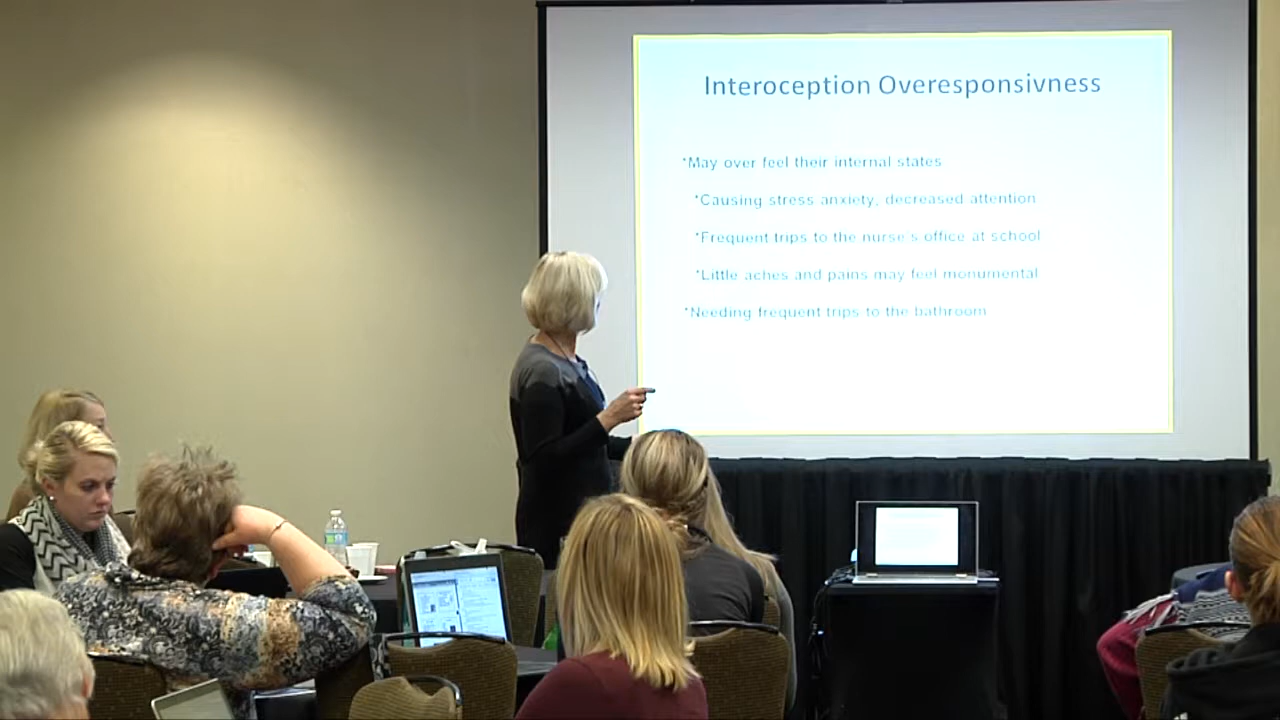 Interoception Overesponsivness
*May over feel their internal states
*Causing stress anxiety, decreased attention
*Frequent trips to the nurse's office at school
*Little aches and pains may feel monumental
*Needing frequent trips to the bathroom